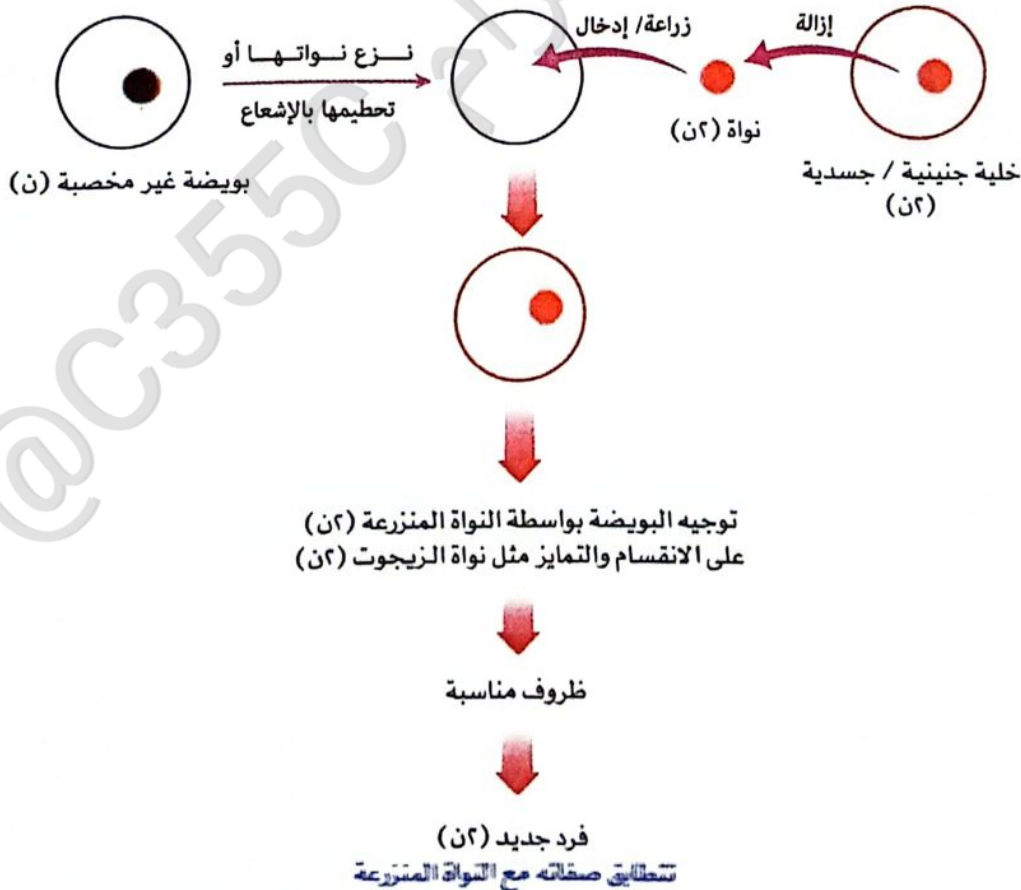 إزالة
زراعة/ إدخال
نـــزع نـــواتـــهـــا أو
تحطيمها بالإشعاع
نواة (٢ن)
خلية جنينية / جسدية
(٢ن)
بويضة غير مخصبة (ن)
توجيه البويضة بواسطة النواة المنزرعة (٢ن)
على الانقسام والتمايز مثل نواة الزيجوت (٢ن)
ظروف مناسبة
فرد جديد (٢ن)
تتطابق صفاته مع النواة المنزرعة
@C355C